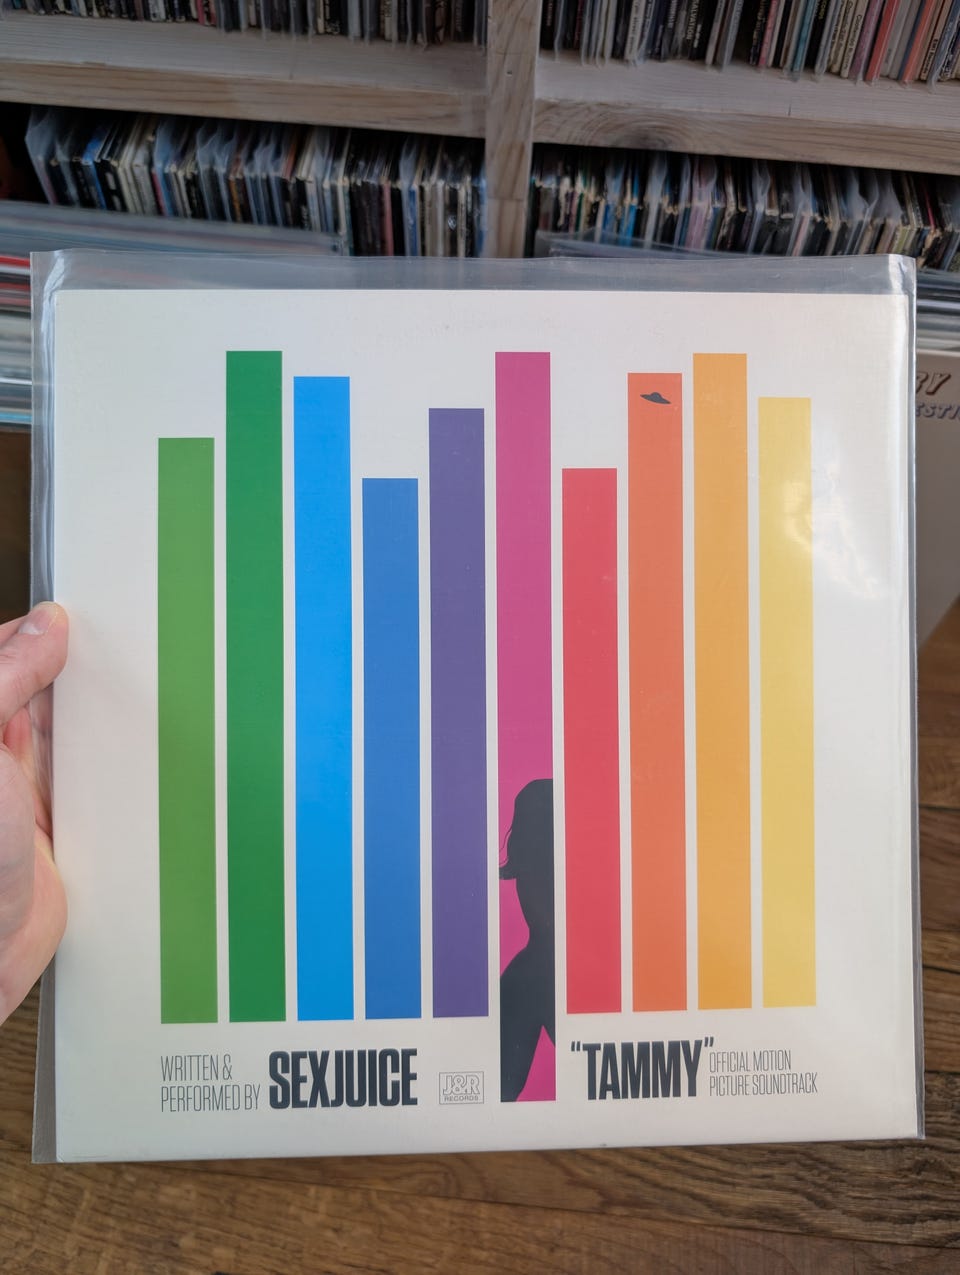 WRITTEN &
PERFORMED BY
SEXJUICE
J&R
RECORDS
"TAMMY"
OFFICIAL MOTION
PICTURE SOUNDTRACK